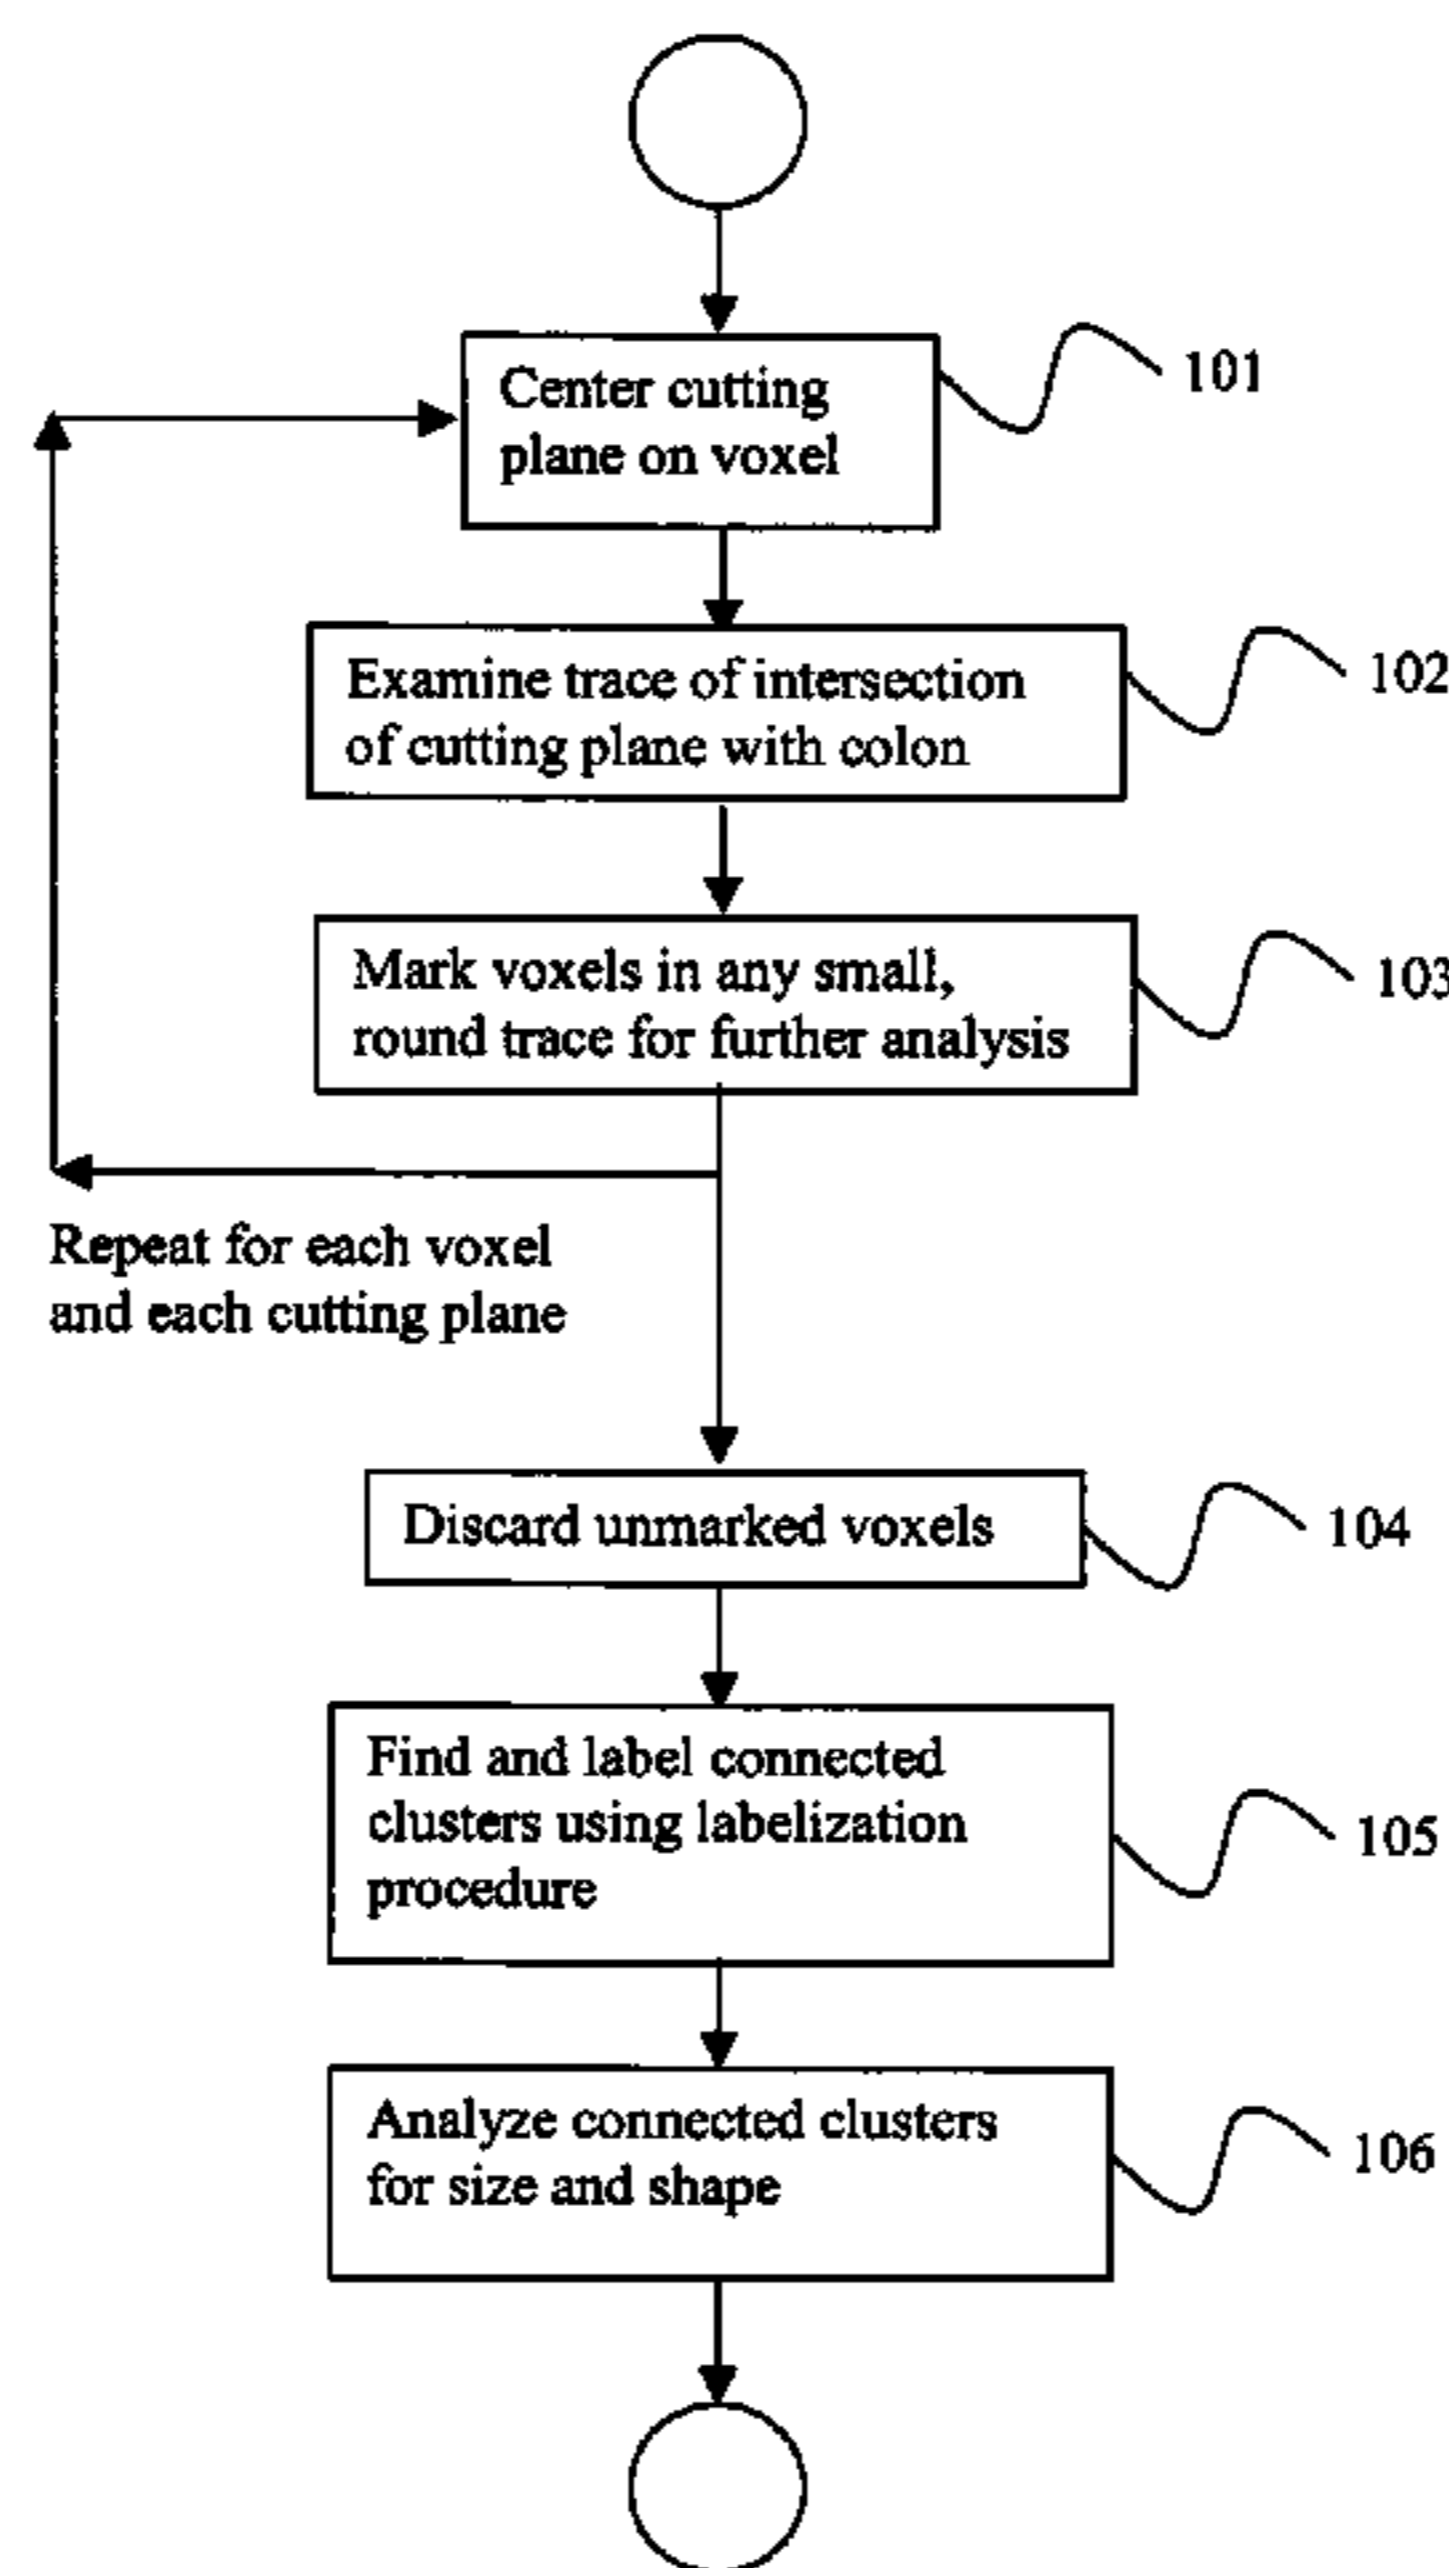 Center cutting
plane on voxel
101
Examine trace of intersection
of cutting plane with colon
102
Mark voxels in any small,
round trace for further analysis
103
Repeat for each voxel
and each cutting plane
Discard unmarked voxels
104
Find and label connected
clusters using labelization
procedure
105
Analyze connected clusters
for size and shape
106